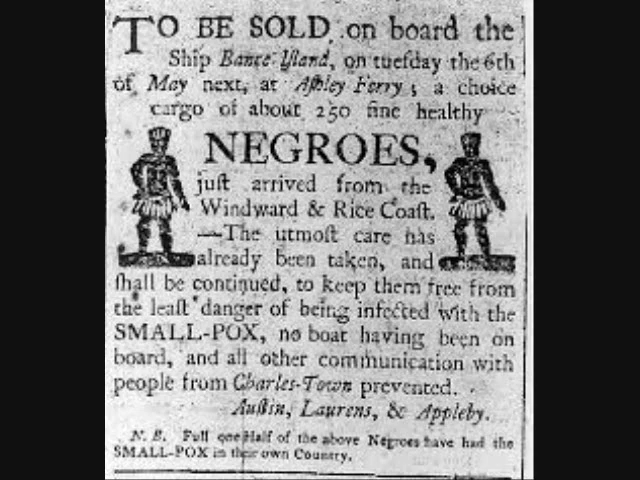 TO BE SOLD on board the
Ship Bance-Iſland, on tueſday the 6th
of May next, at Aſhley Ferry; a choice
cargo of about 250 fine healthy
NEGROES,
juſt arrived from the
Windward & Rice Coaſt.
—The utmoſt care has
already been taken, and
ſhall be continued, to keep them free from
the leaſt danger of being infected with the
SMALL-POX, no boat having been on
board, and all other communication with
people from Charles-Town prevented.
Auſtin, Laurens, & Appleby.
N. B. Full one Half of the above Negroes have had the
SMALL-POX in their own Country.